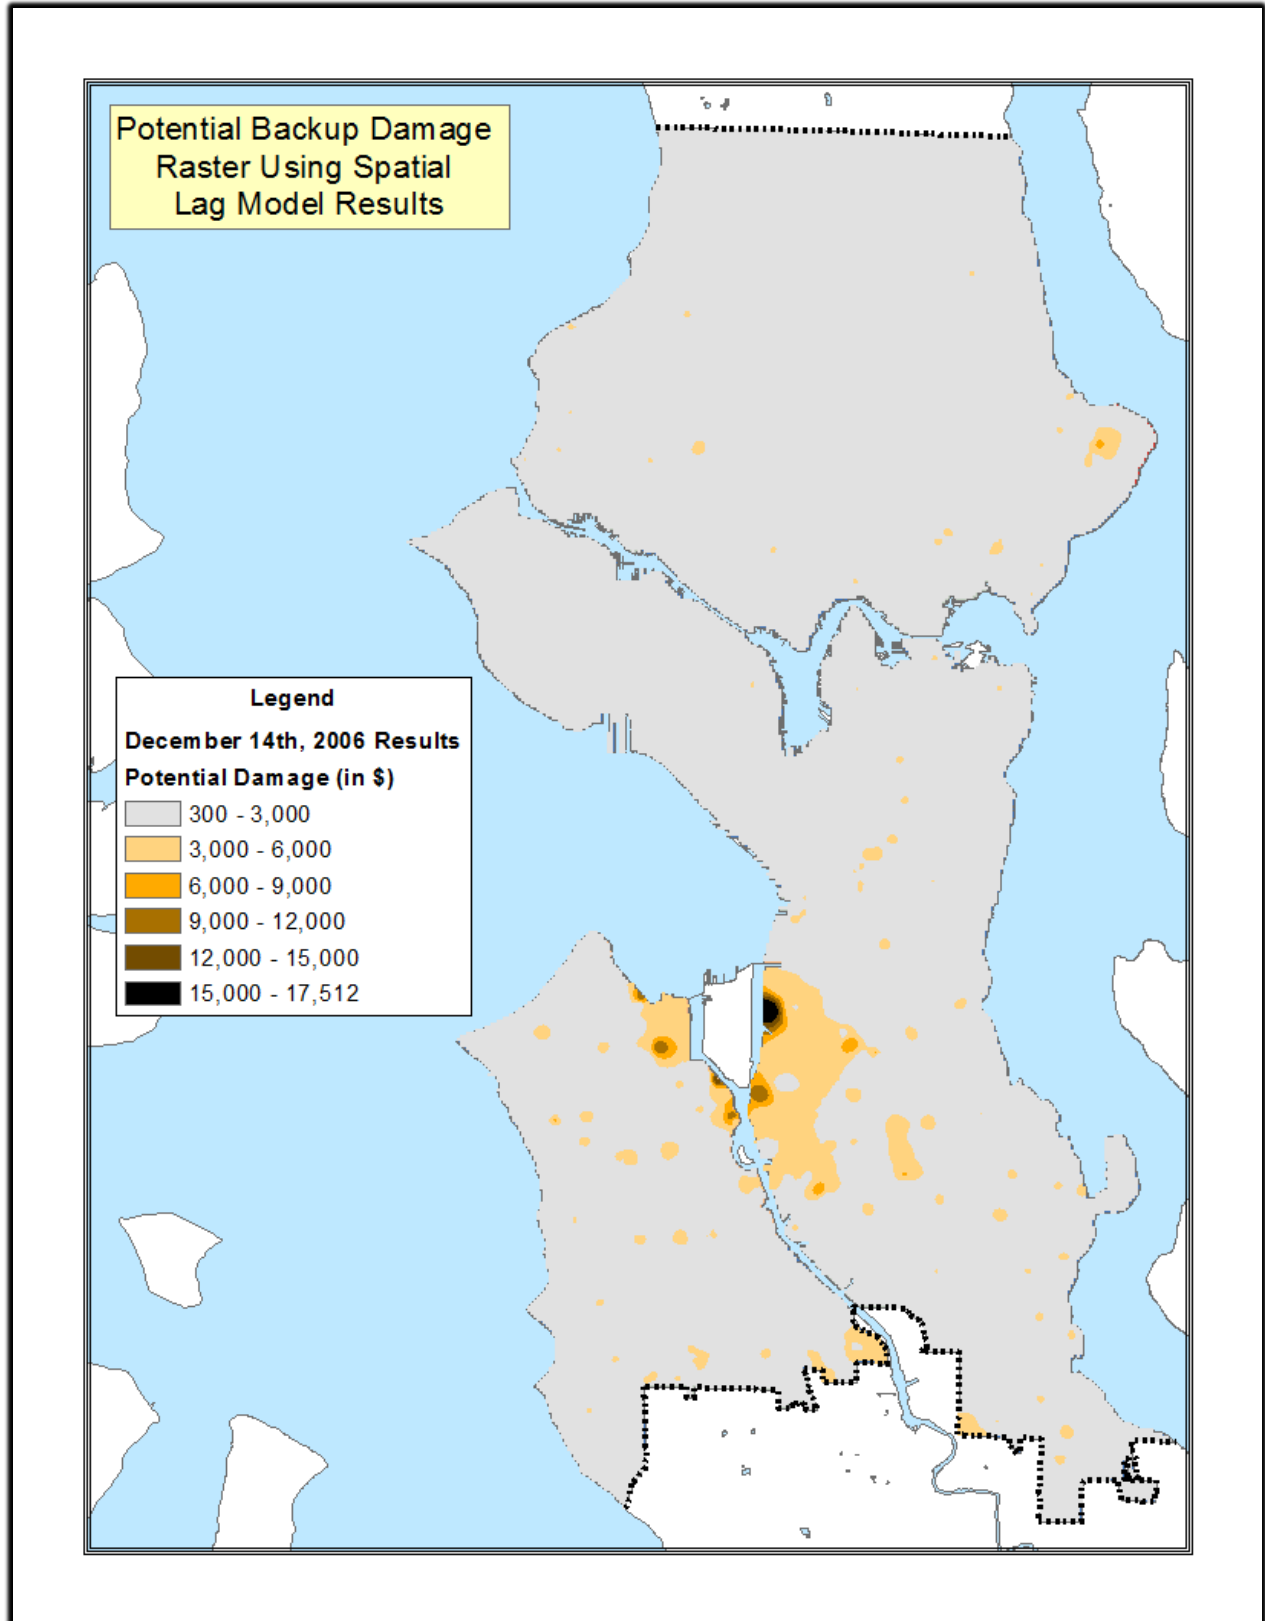 Potential Backup Damage
Raster Using Spatial
Lag Model Results
Legend
December 14th, 2006 Results
Potential Damage (in $)
300 - 3,000
3,000 - 6,000
6,000 - 9,000
9,000 - 12,000
12,000 - 15,000
15,000 - 17,512